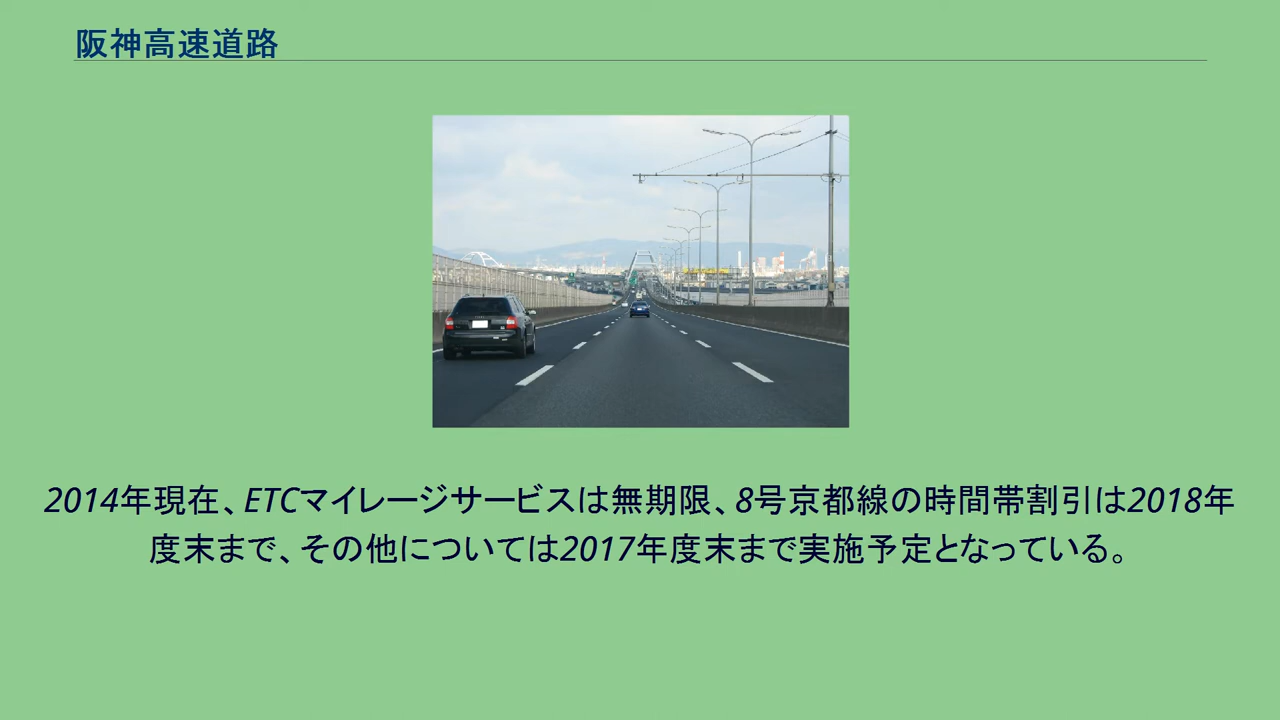 阪神高速道路
2014年現在、ETCマイレージサービスは無期限、8号京都線の時間帯割引は2018年
度末まで、その他については2017年度末まで実施予定となっている。